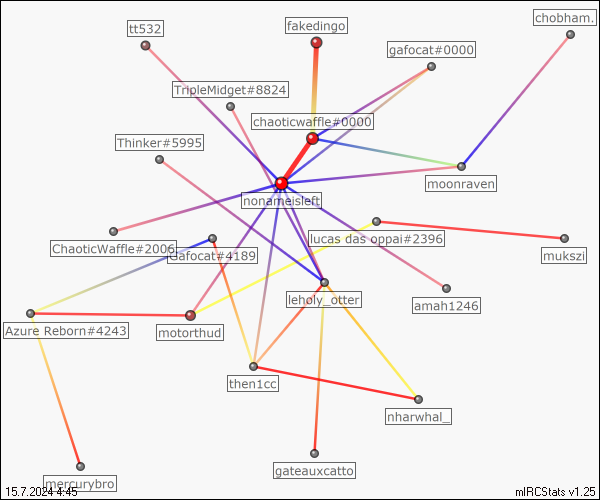 chobham.
tt532
fakedingo
gafocat#0000
TripleMidget#8824
chaoticwaffle#0000
Thinker#5995
moonraven
nonameisleft
lucas das oppai#2396
ChaoticWaffle#2006
Gafocat#4189
mukszi
leholy_otter
amah1246
Azure Reborn#4243
motorthud
then1cc
nharwhal_
gateauxcatto
mercurybro
15.7.2024 4:45
mIRCStats v1.25